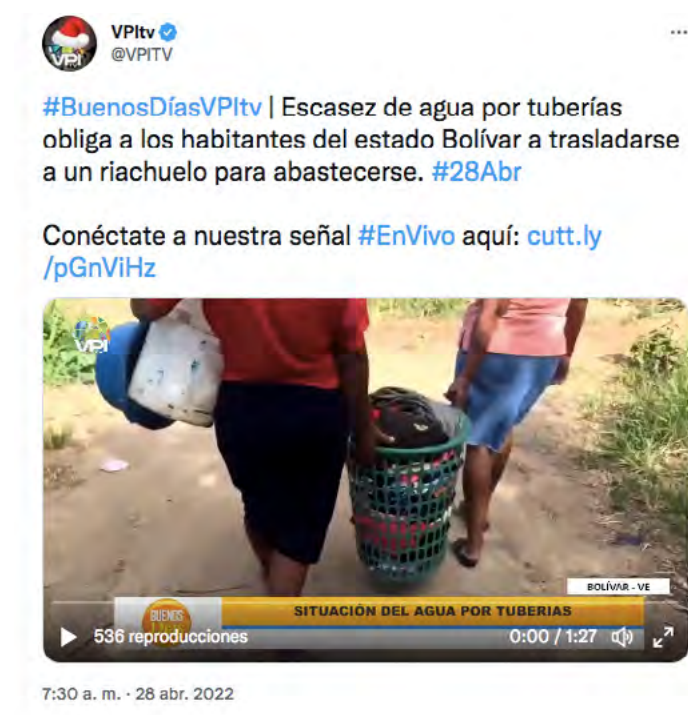 VPItv
@VPITV
#BuenosDíasVPItv | Escasez de agua por tuberías
obliga a los habitantes del estado Bolívar a trasladarse
a un riachuelo para abastecerse. #28Abr
Conéctate a nuestra señal #EnVivo aquí: cutt.ly
/pGnViHz
VPI
BOLÍVAR - VE
BUENOS
SITUACIÓN DEL AGUA POR TUBERIAS
536 reproducciones
0:00 / 1:27
7:30 a. m. · 28 abr. 2022